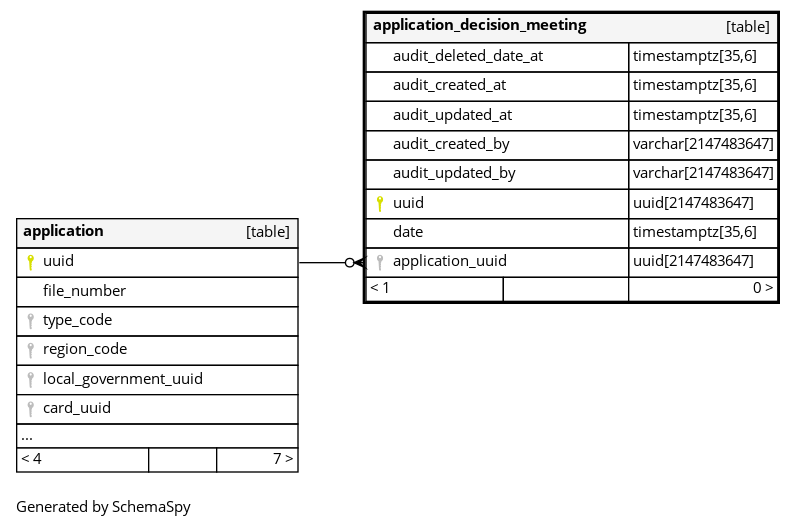 application_decision_meeting [table]
audit_deleted_date_at timestamptz[35,6]
audit_created_at timestamptz[35,6]
audit_updated_at timestamptz[35,6]
audit_created_by varchar[2147483647]
audit_updated_by varchar[2147483647]
uuid uuid[2147483647]
date timestamptz[35,6]
application_uuid uuid[2147483647]
< 1 0 >
application [table]
uuid
file_number
type_code
region_code
local_government_uuid
card_uuid
...
< 4 7 >
Generated by SchemaSpy